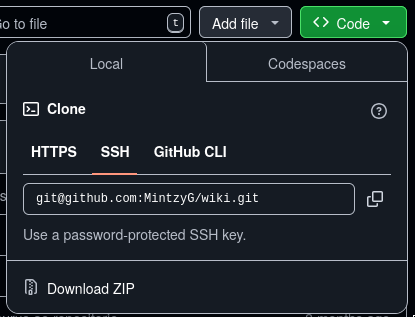 Go to file
t
Add file
Code
Local
Codespaces
Clone
HTTPS
SSH
GitHub CLI
git@github.com:MintzyG/wiki.git
Use a password-protected SSH key.
Download ZIP